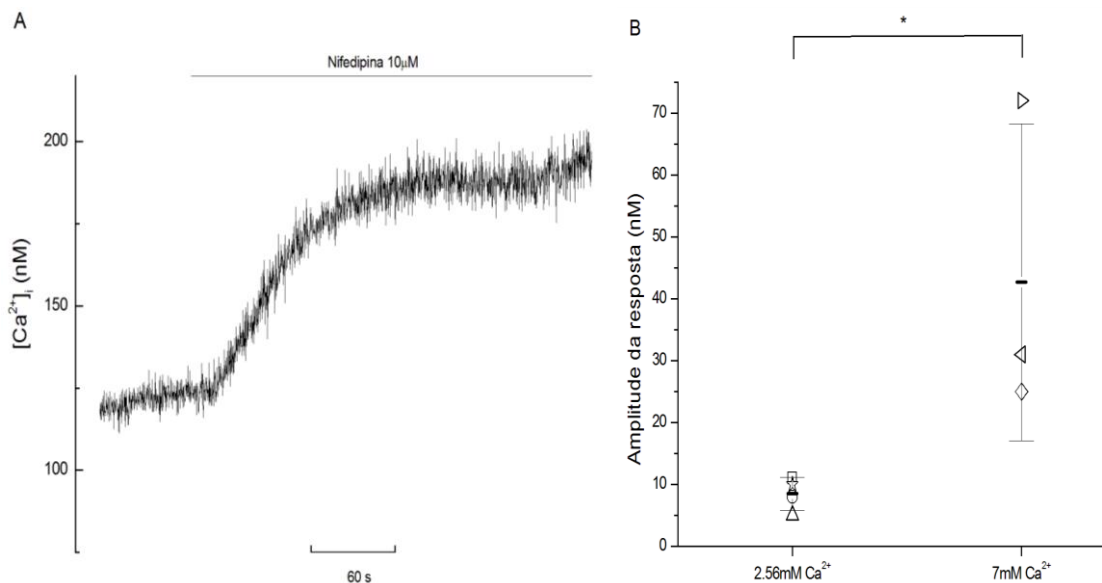 A
Nifedipina 10μM
[Ca²⁺]ᵢ (nM)
200
150
100
60 s
B
*
Amplitude da resposta (nM)
70
60
50
40
30
20
10
0
2.56mM Ca²⁺
7mM Ca²⁺